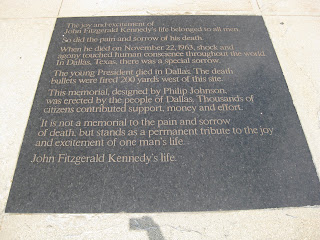 The joy and excitement of
John Fitzgerald Kennedy's life belonged to all men.
So did the pain and sorrow of his death.
When he died on November 22, 1963, shock and
agony touched human conscience throughout the world.
In Dallas, Texas, there was a special sorrow.
The young President died in Dallas. The death
bullets were fired 200 yards west of this site.
This memorial, designed by Philip Johnson,
was erected by the people of Dallas. Thousands of
citizens contributed support, money and effort.
It is not a memorial to the pain and sorrow
of death, but stands as a permanent tribute to the joy
and excitement of one man's life.
John Fitzgerald Kennedy's life.